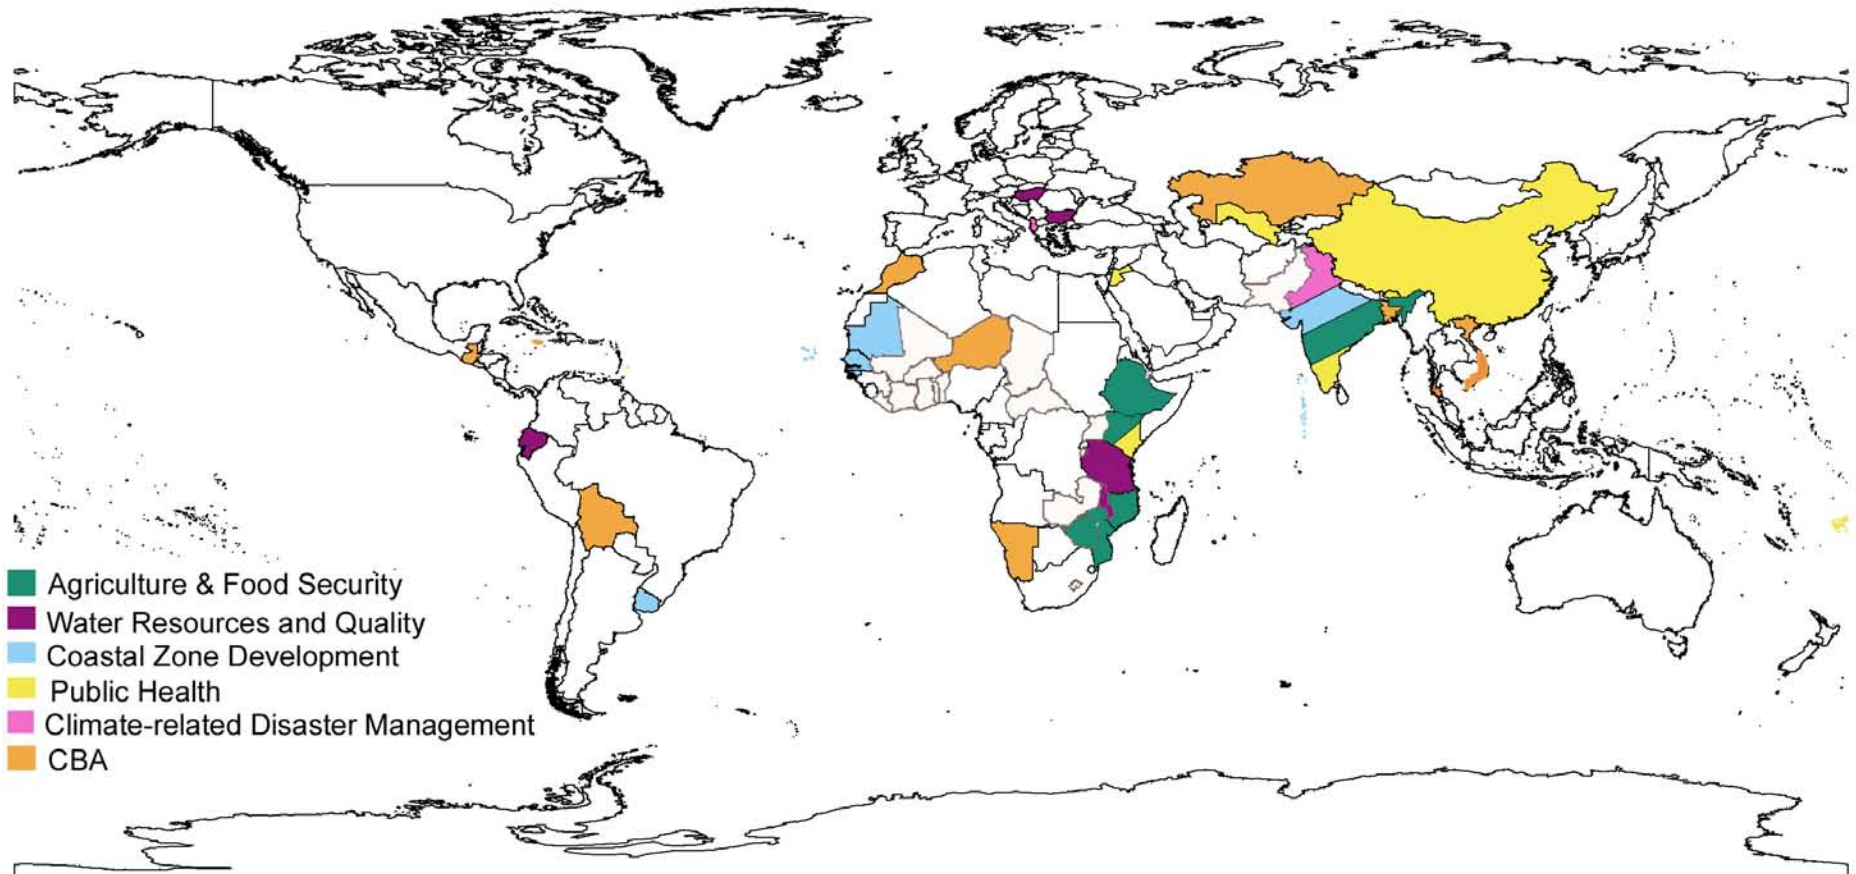 Agriculture & Food Security
Water Resources and Quality
Coastal Zone Development
Public Health
Climate-related Disaster Management
CBA